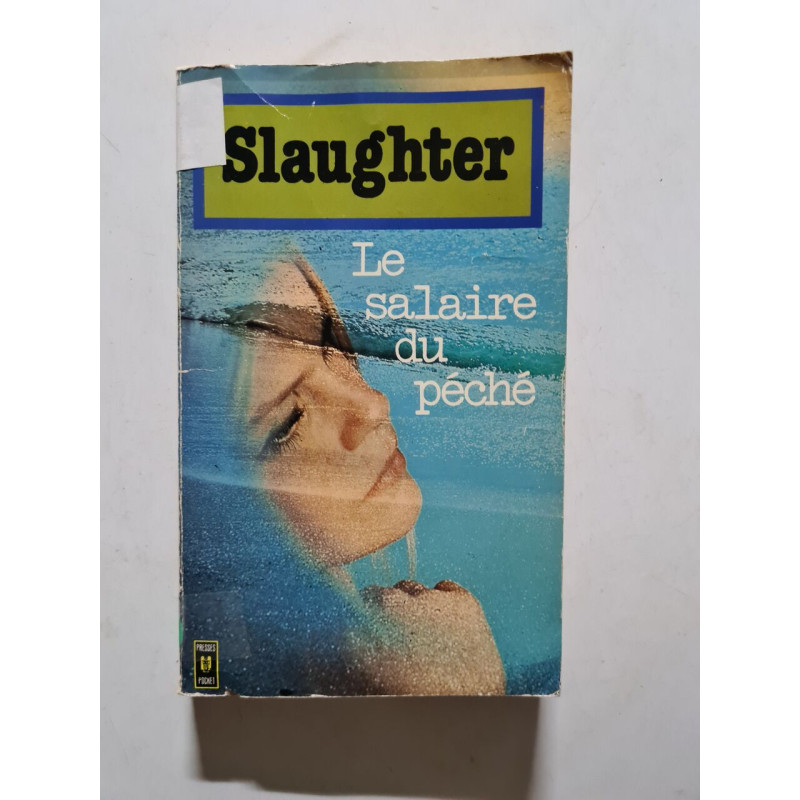 Slaughter
Le
salaire
du
péché
PRESSES
POCKET